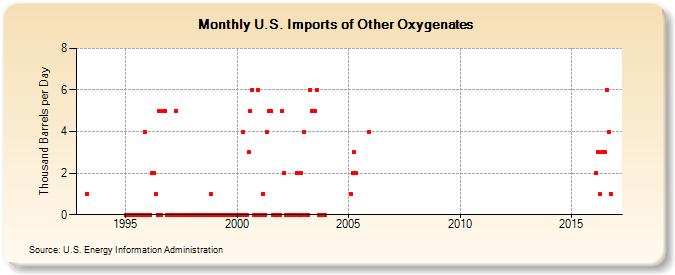 Monthly U.S. Imports of Other Oxygenates
Thousand Barrels per Day
8
6
4
2
0
1995 2000 2005 2010 2015
Source: U.S. Energy Information Administration